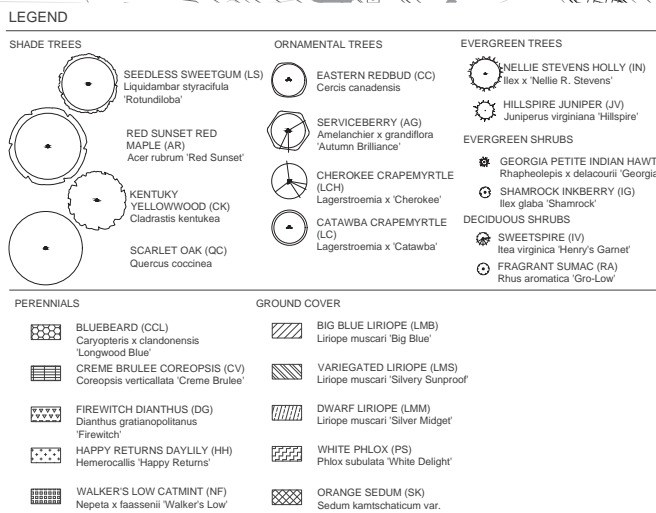 LEGEND
SHADE TREES
SEEDLESS SWEETGUM (LS)
Liquidambar styracifula
'Rotundiloba'
RED SUNSET RED
MAPLE (AR)
Acer rubrum 'Red Sunset'
KENTUKY
YELLOWWOOD (CK)
Cladrastis kentukea
SCARLET OAK (QC)
Quercus coccinea
ORNAMENTAL TREES
EASTERN REDBUD (CC)
Cercis canadensis
SERVICEBERRY (AG)
Amelanchier x grandiflora
'Autumn Brilliance'
CHEROKEE CRAPEMYRTLE
(LCH)
Lagerstroemia x 'Cherokee'
CATAWBA CRAPEMYRTLE
(LC)
Lagerstroemia x 'Catawba'
EVERGREEN TREES
NELLIE STEVENS HOLLY (IN)
Ilex x 'Nellie R. Stevens'
HILLSPIRE JUNIPER (JV)
Juniperus virginiana 'Hillspire'
EVERGREEN SHRUBS
GEORGIA PETITE INDIAN HAWT
Rhapheolepis x delacourii 'Georgia
SHAMROCK INKBERRY (IG)
Ilex glaba 'Shamrock'
DECIDUOUS SHRUBS
SWEETSPIRE (IV)
Itea virginica 'Henry's Garnet'
FRAGRANT SUMAC (RA)
Rhus aromatica 'Gro-Low'
PERENNIALS
BLUEBEARD (CCL)
Caryopteris x clandonensis
'Longwood Blue'
CREME BRULEE COREOPSIS (CV)
Coreopsis verticallata 'Creme Brulee'
FIREWITCH DIANTHUS (DG)
Dianthus gratianopolitanus
'Firewitch'
HAPPY RETURNS DAYLILY (HH)
Hemerocallis 'Happy Returns'
WALKER'S LOW CATMINT (NF)
Nepeta x faassenii 'Walker's Low'
GROUND COVER
BIG BLUE LIRIOPE (LMB)
Liriope muscari 'Big Blue'
VARIEGATED LIRIOPE (LMS)
Liriope muscari 'Silvery Sunproof'
DWARF LIRIOPE (LMM)
Liriope muscari 'Silver Midget'
WHITE PHLOX (PS)
Phlox subulata 'White Delight'
ORANGE SEDUM (SK)
Sedum kamtschaticum var.